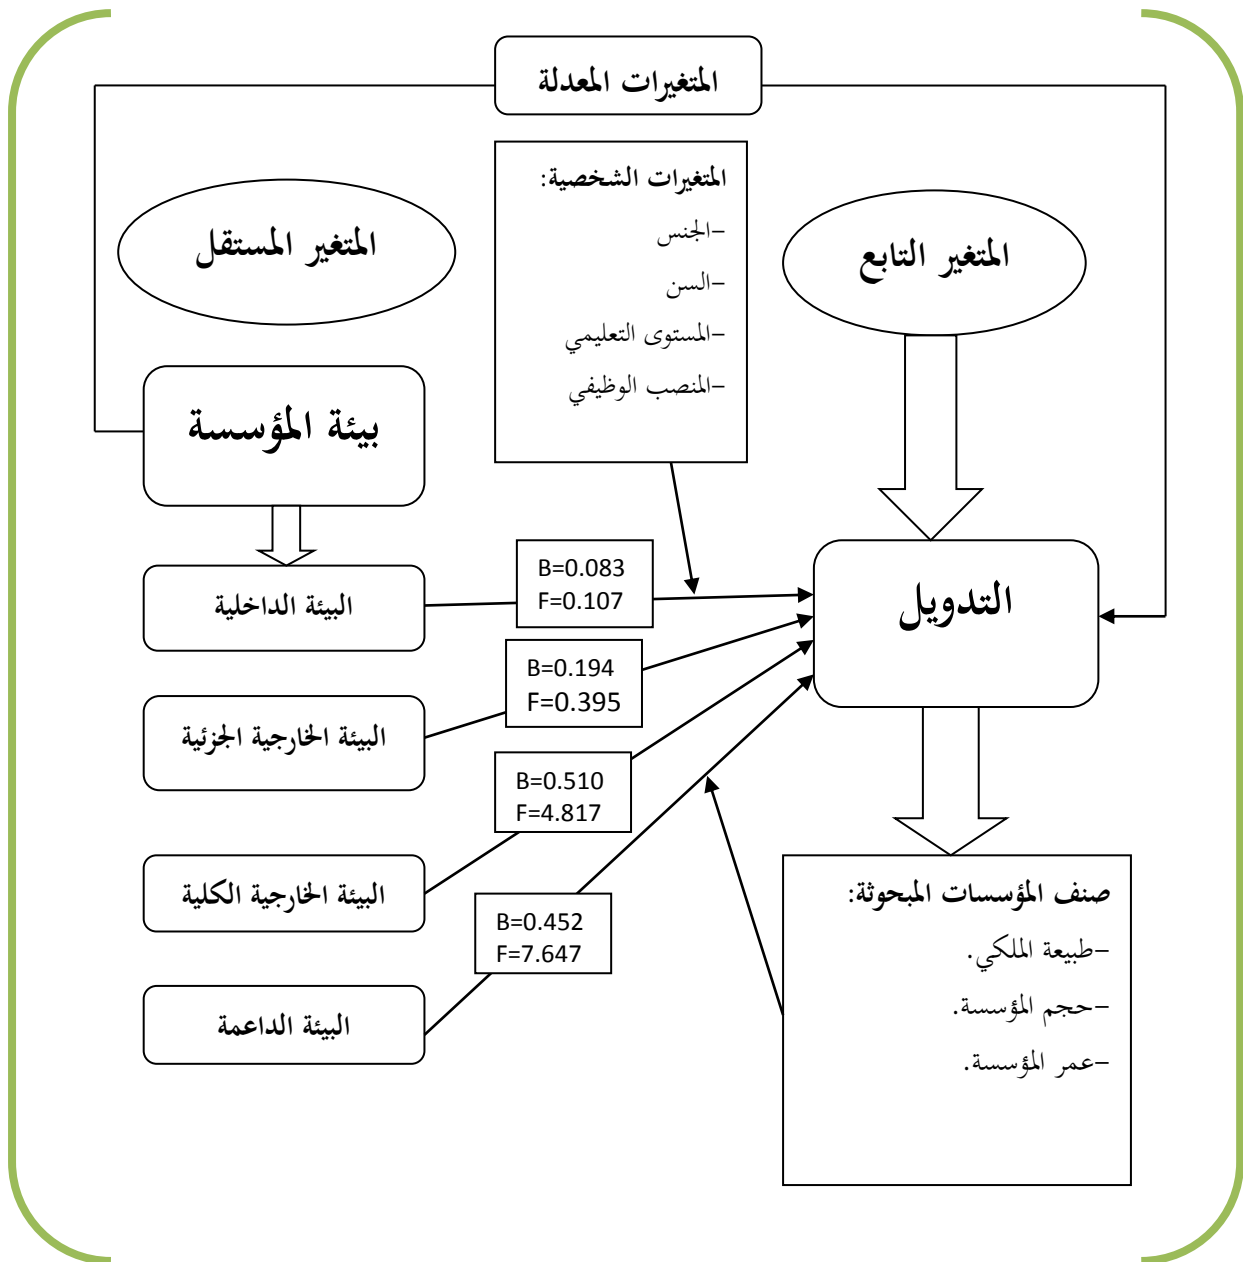 المتغيرات المعدلة
المتغير المستقل
المتغيرات الشخصية:
-الجنس
-السن
-المستوى التعليمي
-المنصب الوظيفي
المتغير التابع
بيئة المؤسسة
البيئة الداخلية
B=0.083
F=0.107
التدويل
البيئة الخارجية الجزئية
B=0.194
F=0.395
البيئة الخارجية الكلية
B=0.510
F=4.817
البيئة الداعمة
B=0.452
F=7.647
صنف المؤسسات المبحوثة:
-طبيعة الملكي.
-حجم المؤسسة.
-عمر المؤسسة.